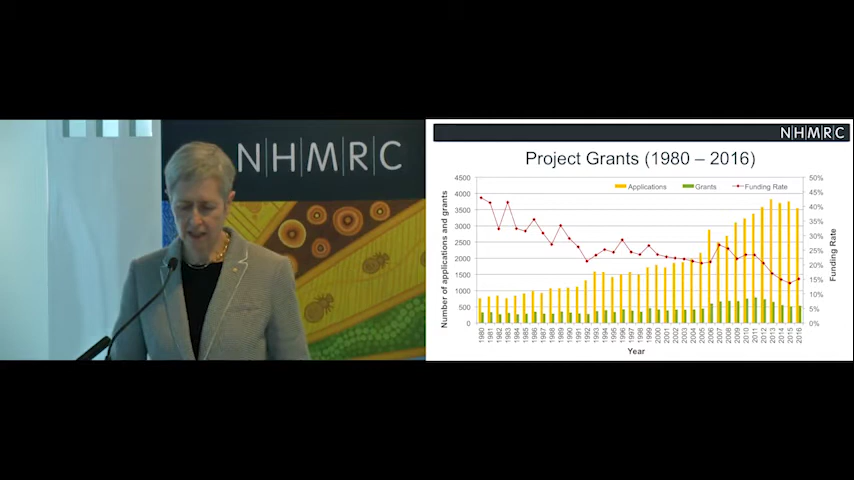 N|H|M|R|C
N|H|M|R|C
Project Grants (1980 – 2016)
Applications Grants Funding Rate
Number of applications and grants
4500
4000
3500
3000
2500
2000
1500
1000
500
0
50%
45%
40%
35%
30%
25%
20%
15%
10%
5%
0%
Funding Rate
1980 1981 1982 1983 1984 1985 1986 1987 1988 1989 1990 1991 1992 1993 1994 1995 1996 1997 1998 1999 2000 2001 2002 2003 2004 2005 2006 2007 2008 2009 2010 2011 2012 2013 2014 2015 2016
Year